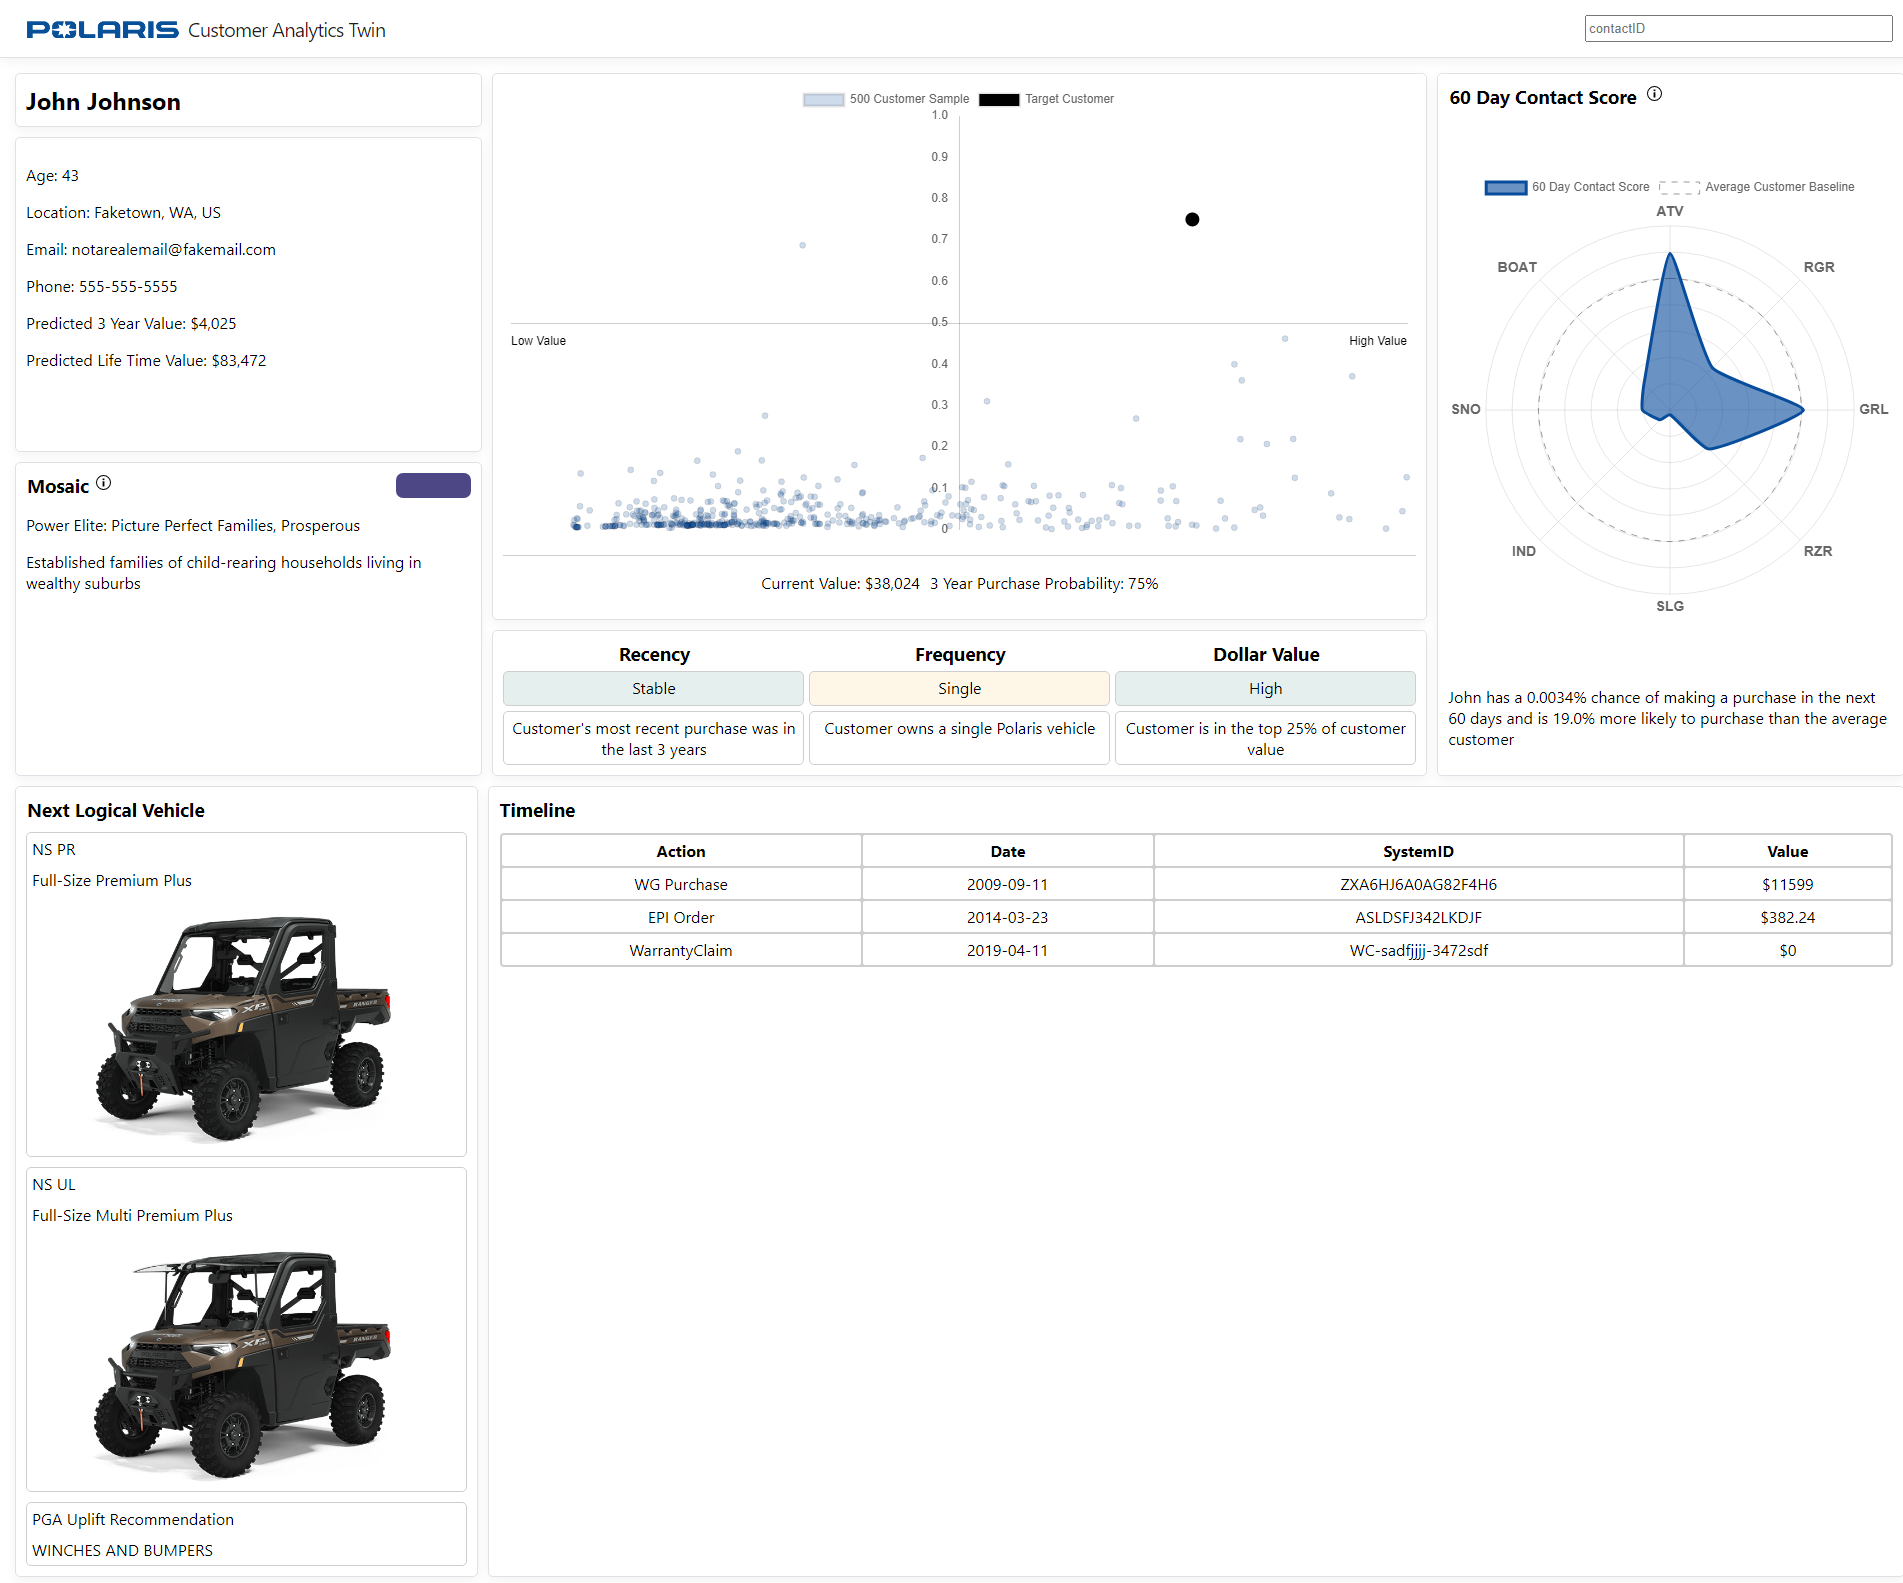 POLARIS Customer Analytics Twin
contactID
John Johnson
Age: 43
Location: Faketown, WA, US
Email: notarealemail@fakemail.com
Phone: 555-555-5555
Predicted 3 Year Value: $4,025
Predicted Life Time Value: $83,472
Mosaic
Power Elite: Picture Perfect Families, Prosperous
Established families of child-rearing households living in
wealthy suburbs
500 Customer Sample Target Customer
1.0
0.9
0.8
0.7
0.6
0.5
Low Value High Value
0.4
0.3
0.2
0.1
0
Current Value: $38,024 3 Year Purchase Probability: 75%
Recency Frequency Dollar Value
Stable Single High
Customer's most recent purchase was in
the last 3 years
Customer owns a single Polaris vehicle
Customer is in the top 25% of customer
value
60 Day Contact Score
60 Day Contact Score Average Customer Baseline
ATV
BOAT RGR
SNO GRL
IND RZR
SLG
John has a 0.0034% chance of making a purchase in the next
60 days and is 19.0% more likely to purchase than the average
customer
Next Logical Vehicle
NS PR
Full-Size Premium Plus
XP
RANGER
NS UL
Full-Size Multi Premium Plus
XP
RANGER
PGA Uplift Recommendation
WINCHES AND BUMPERS
Timeline
Action Date SystemID Value
WG Purchase 2009-09-11 ZXA6HJ6A0AG82F4H6 $11599
EPI Order 2014-03-23 ASLDSFJ342LKDJF $382.24
WarrantyClaim 2019-04-11 WC-sadfjjjj-3472sdf $0